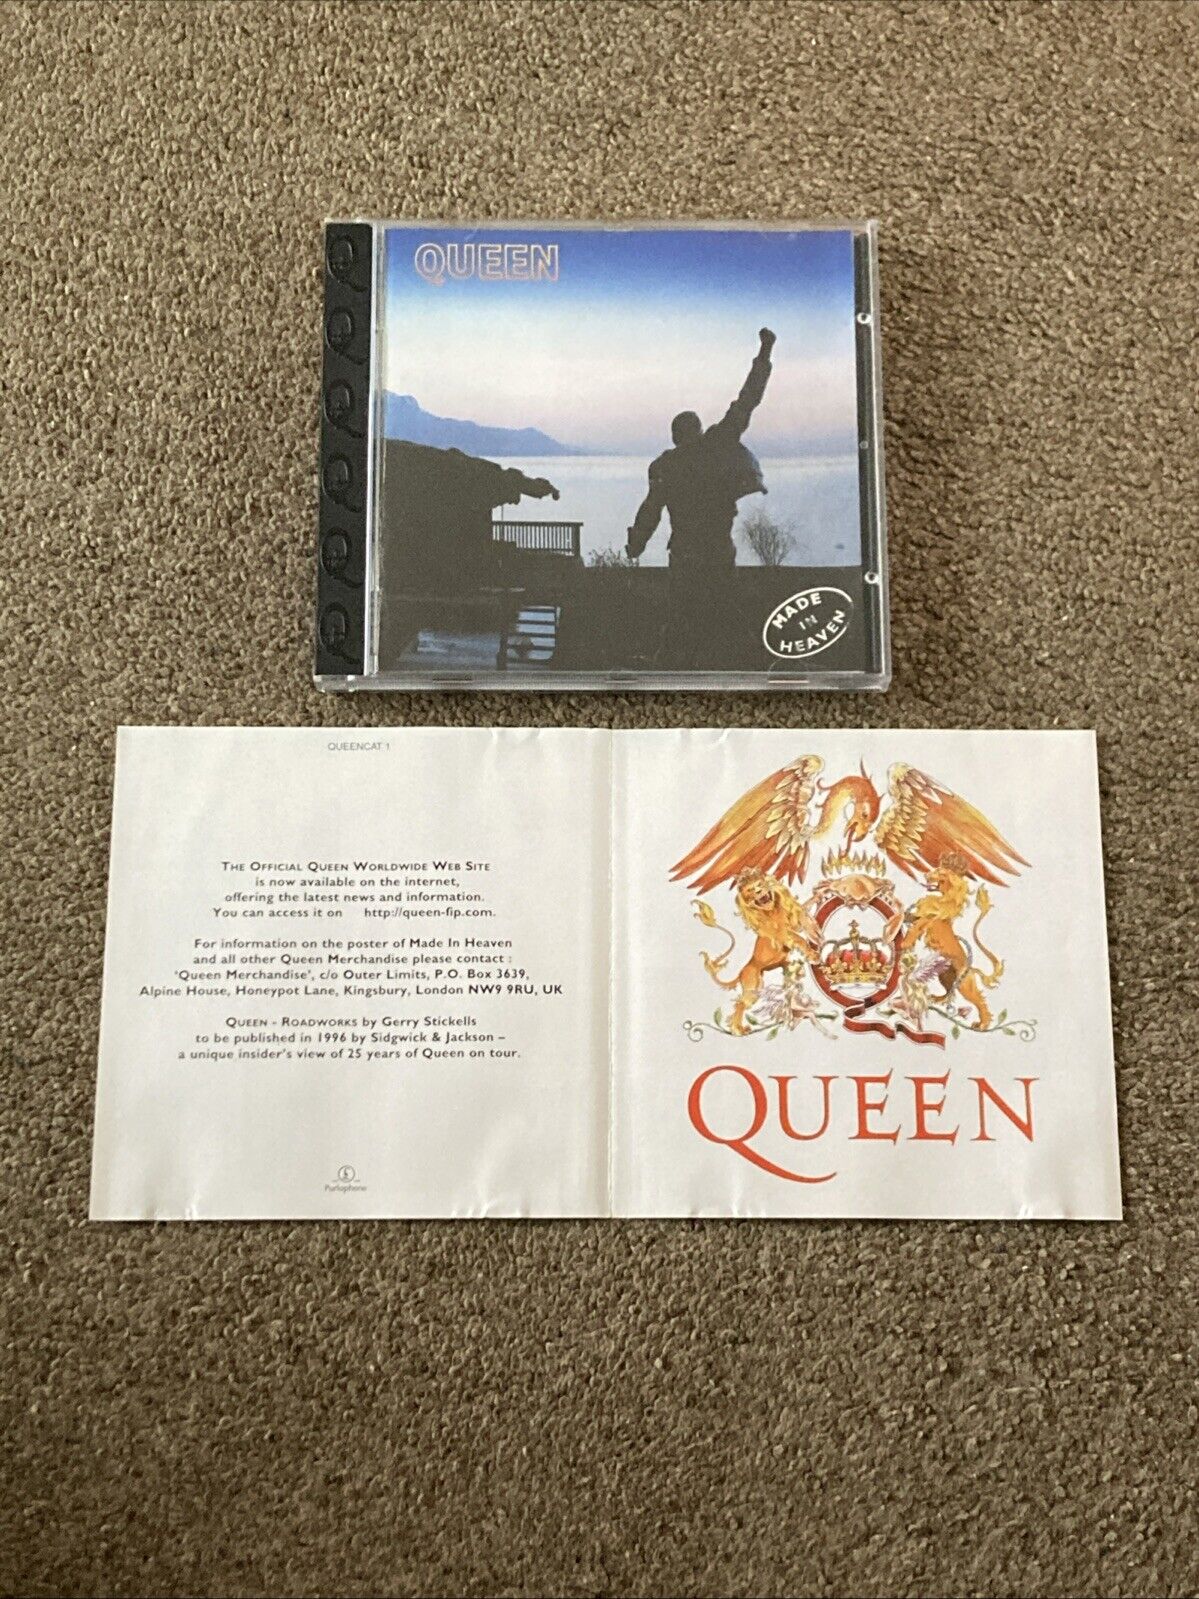 QUEEN
MADE
IN
HEAVEN
QUEENCAT 1
THE OFFICIAL QUEEN WORLDWIDE WEB SITE
is now available on the internet,
offering the latest news and information.
You can access it on http://queen-fip.com.
For information on the poster of Made In Heaven
and all other Queen Merchandise please contact :
'Queen Merchandise', c/o Outer Limits, P.O. Box 3639,
Alpine House, Honeypot Lane, Kingsbury, London NW9 9RU, UK
QUEEN - ROADWORKS by Gerry Stickells
to be published in 1996 by Sidgwick & Jackson –
a unique insider's view of 25 years of Queen on tour.
Parlophone
QUEEN